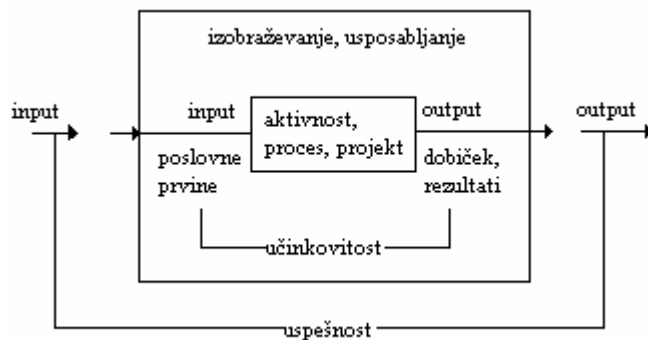 izobraževanje, usposabljanje
input
input
aktivnost,
proces, projekt
output
output
poslovne
prvine
dobiček,
rezultati
učinkovitost
uspešnost